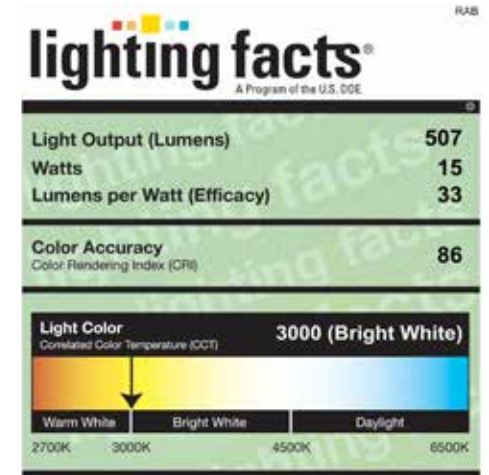 RAB
lighting facts®
A Program of the U.S. DOE
Light Output (Lumens) 507
Watts 15
Lumens per Watt (Efficacy) 33
Color Accuracy 86
Color Rendering Index (CRI)
Light Color 3000 (Bright White)
Correlated Color Temperature (CCT)
Warm White Bright White Daylight
2700K 3000K 4500K 6500K